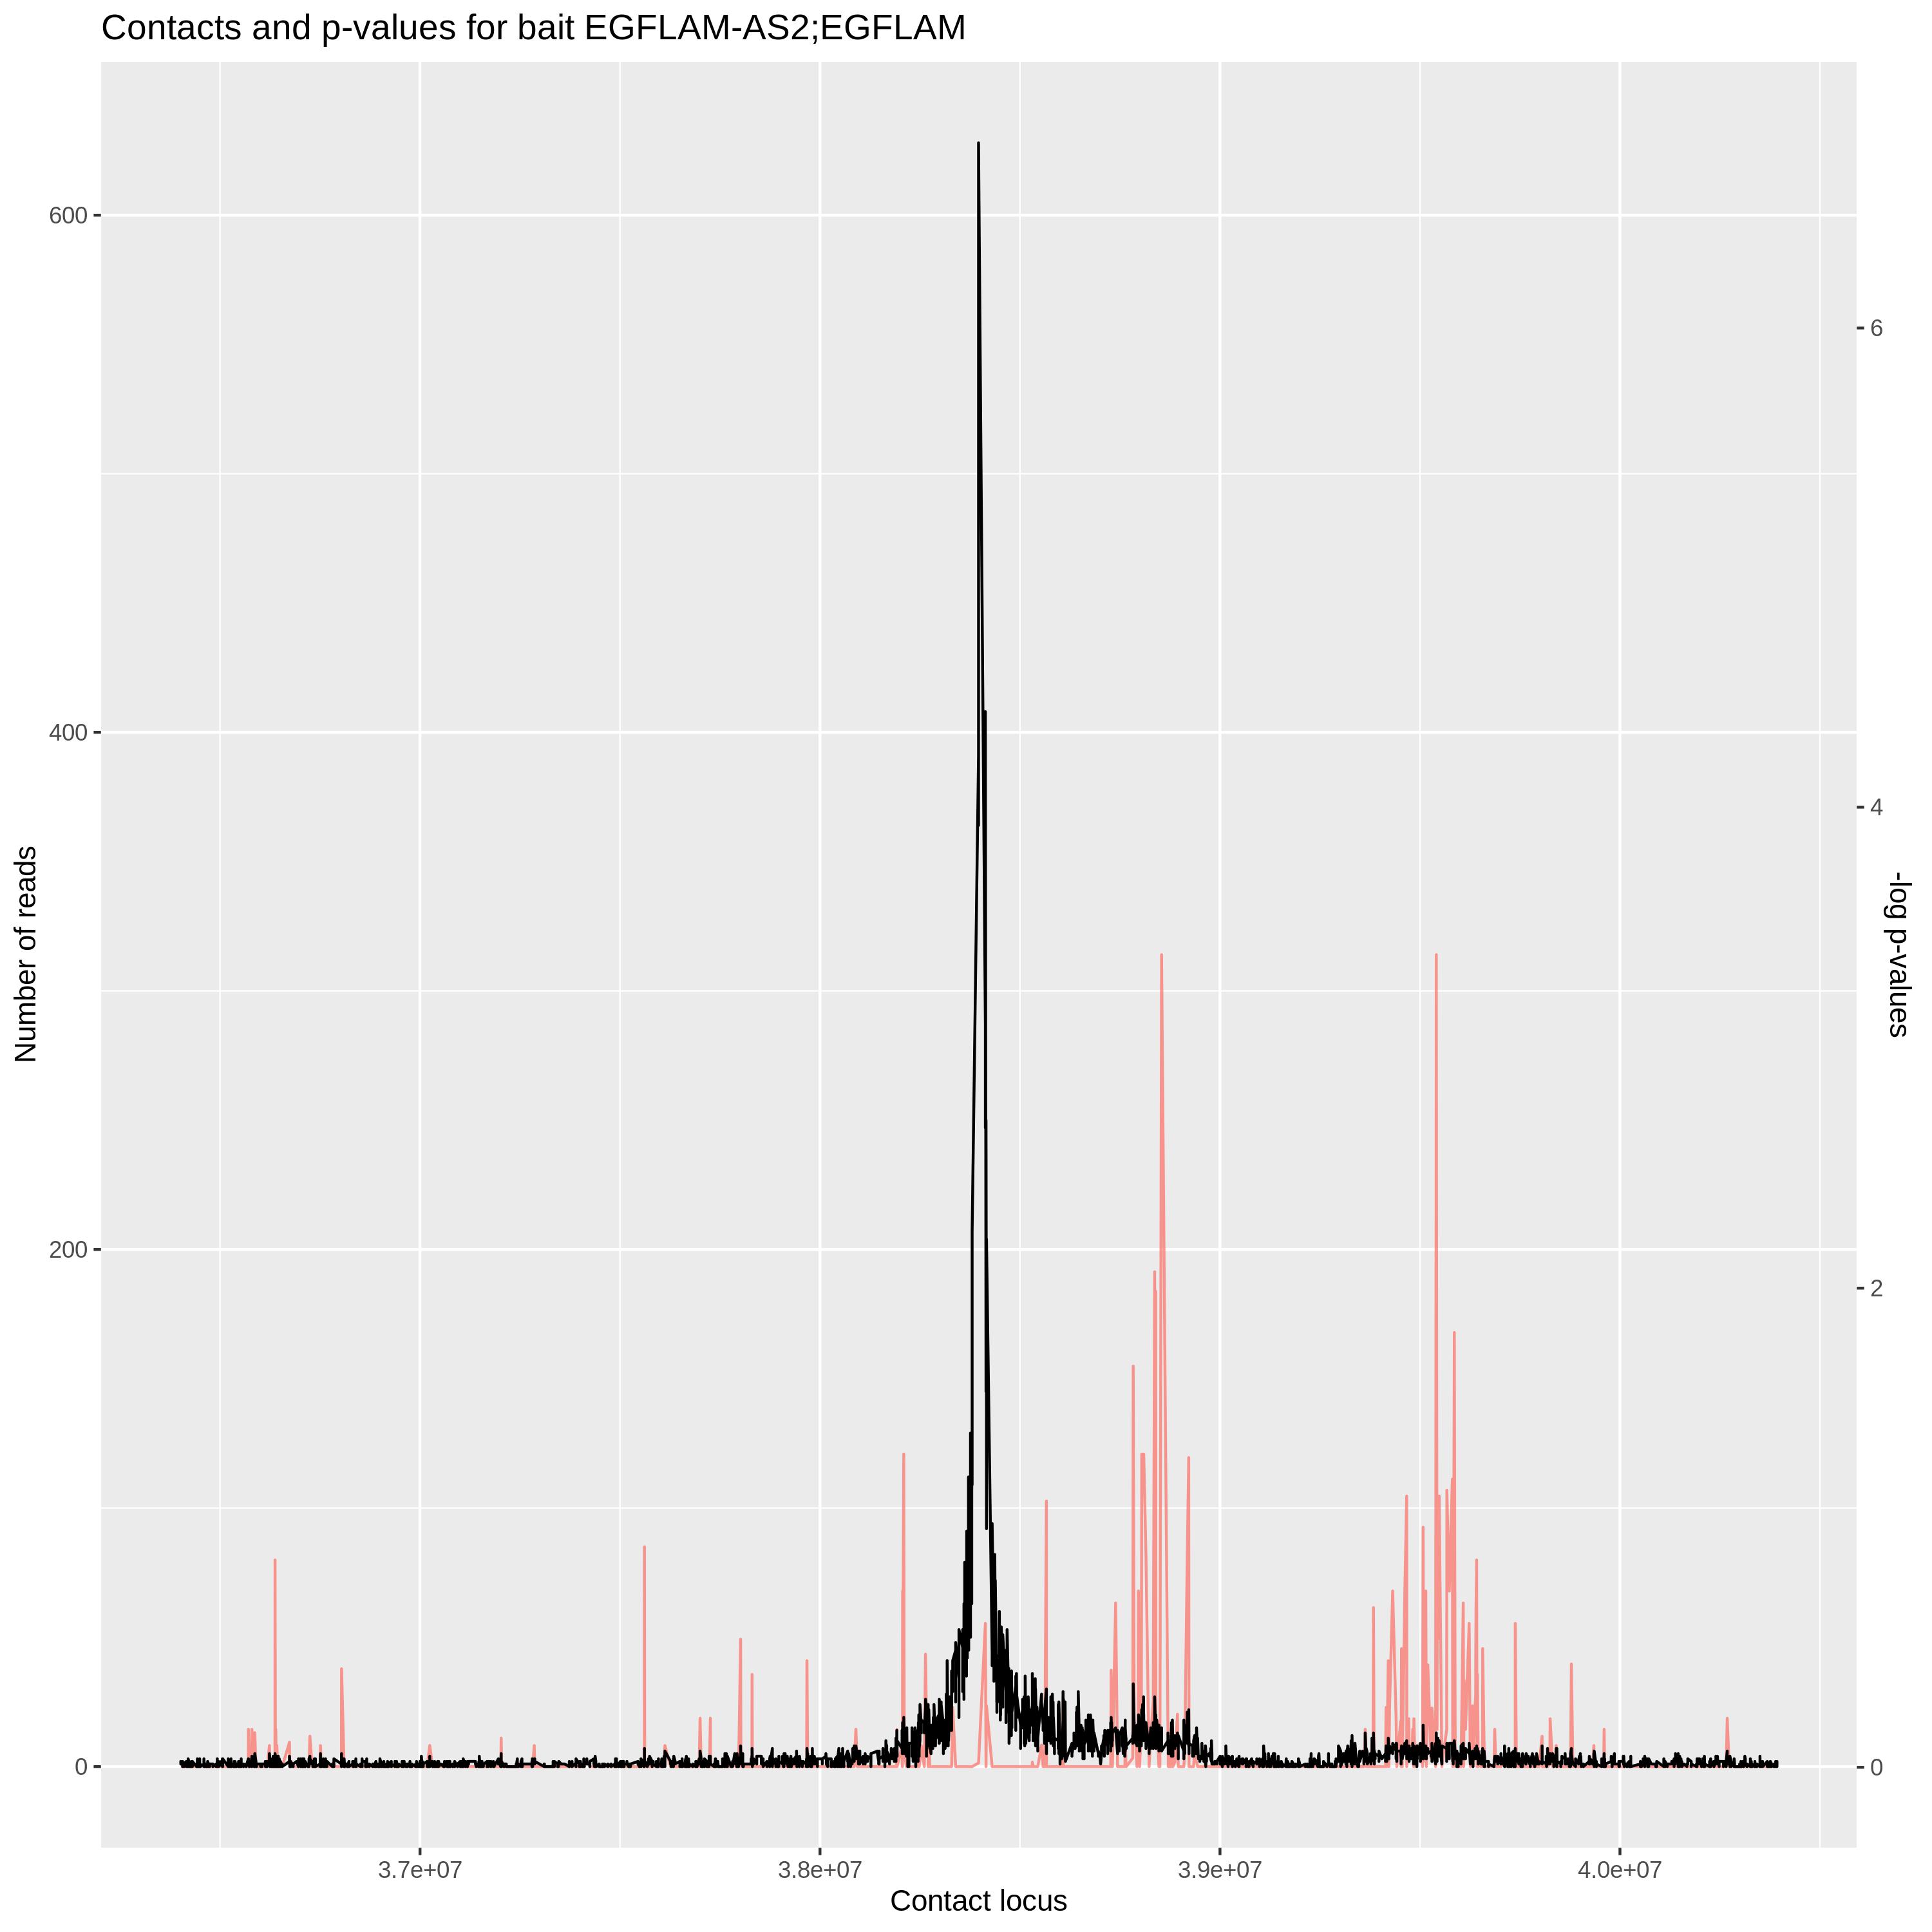 Contacts and p-values for bait EGFLAM-AS2;EGFLAM
600
400
200
0
Number of reads
6
4
2
0
-log p-values
3.7e+07
3.8e+07
3.9e+07
4.0e+07
Contact locus